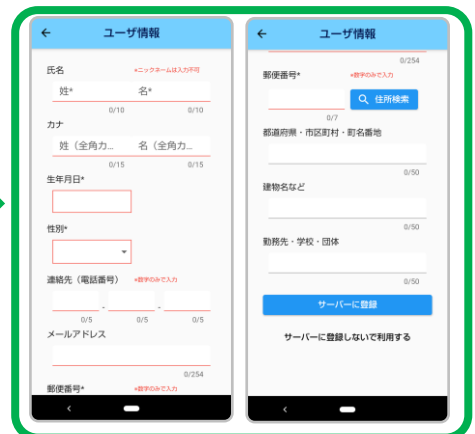 ← ユーザ情報
氏名 *ニックネームは入力不可
姓* 名*
0/10 0/10
カナ
姓（全角カ... 名（全角カ...
0/15 0/15
生年月日*
性別*
連絡先（電話番号） *数字のみで入力
- -
0/5 0/5 0/5
メールアドレス
0/254
郵便番号* *数字のみで入力
← ユーザ情報
0/254
郵便番号* *数字のみで入力
住所検索
0/7
都道府県・市区町村・町名番地
0/50
建物名など
0/50
勤務先・学校・団体
0/50
サーバーに登録
サーバーに登録しないで利用する